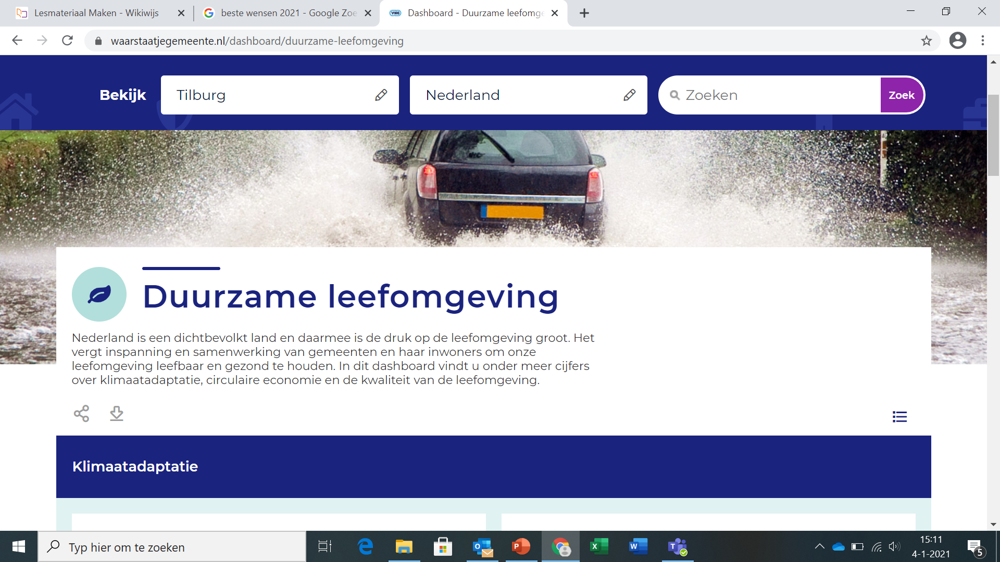 Lesmateriaal Maken - Wikiwijs
beste wensen 2021 - Google Zoe
Dashboard - Duurzame leefomge
waarstaatjegemeente.nl/dashboard/duurzame-leefomgeving
Bekijk
Tilburg
Nederland
Zoeken
Zoek
Duurzame leefomgeving
Nederland is een dichtbevolkt land en daarmee is de druk op de leefomgeving groot. Het
vergt inspanning en samenwerking van gemeenten en haar inwoners om onze
leefomgeving leefbaar en gezond te houden. In dit dashboard vindt u onder meer cijfers
over klimaatadaptatie, circulaire economie en de kwaliteit van de leefomgeving.
Klimaatadaptatie
Typ hier om te zoeken
15:11
4-1-2021
5